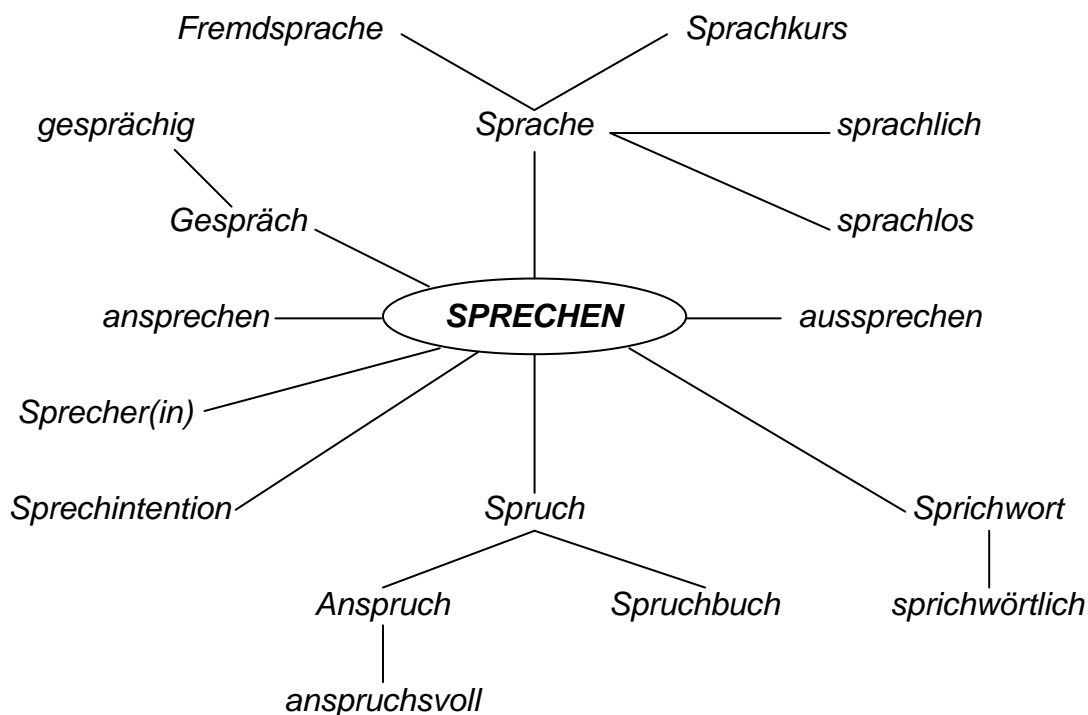 Fremdsprache Sprachkurs
gesprächig Sprache sprachlich
Gespräch sprachlos
ansprechen SPRECHEN aussprechen
Sprecher(in)
Sprechintention Spruch Sprichwort
Anspruch Spruchbuch sprichwörtlich
anspruchsvoll